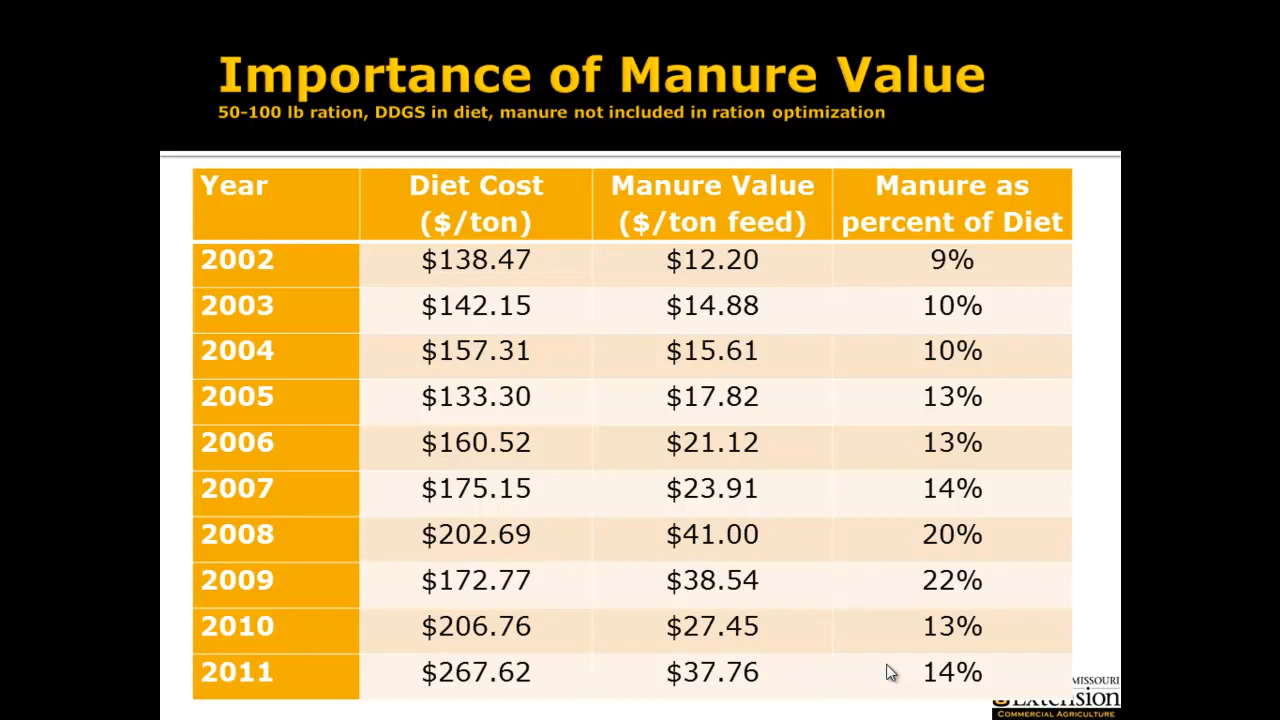 Importance of Manure Value
50-100 lb ration, DDGS in diet, manure not included in ration optimization
Year Diet Cost ($/ton) Manure Value ($/ton feed) Manure as percent of Diet
2002 $138.47 $12.20 9%
2003 $142.15 $14.88 10%
2004 $157.31 $15.61 10%
2005 $133.30 $17.82 13%
2006 $160.52 $21.12 13%
2007 $175.15 $23.91 14%
2008 $202.69 $41.00 20%
2009 $172.77 $38.54 22%
2010 $206.76 $27.45 13%
2011 $267.62 $37.76 14%
MISSOURI
Extension
COMMERCIAL AGRICULTURE